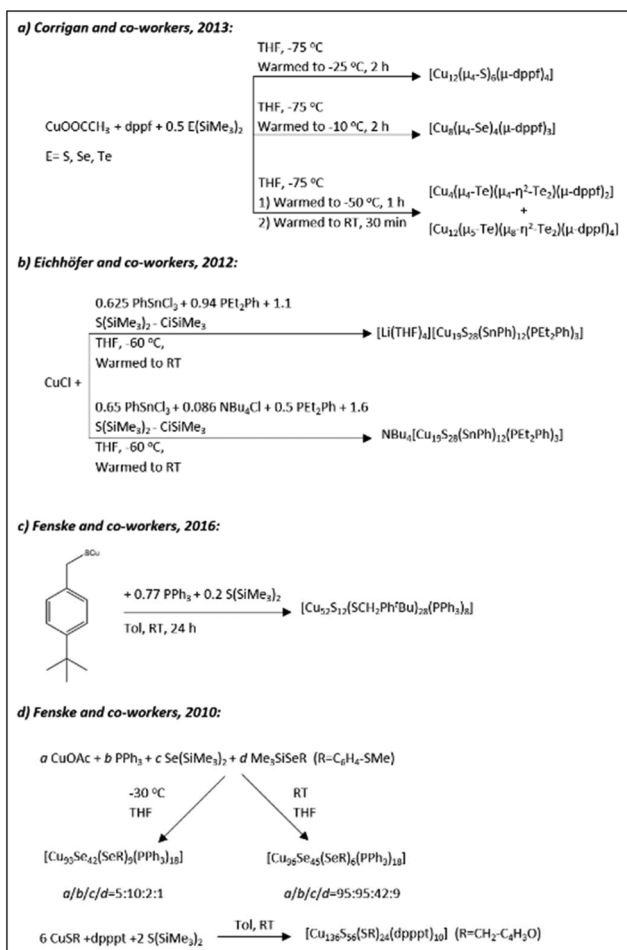 a) Corrigan and co-workers, 2013:
THF, -75 °C
Warmed to -25 °C, 2 h
[Cu₁₂(μ₄-S)₆(μ-dppf)₄]
CuOOCCH₃ + dppf + 0.5 E(SiMe₃)₂
E= S, Se, Te
THF, -75 °C
Warmed to -10 °C, 2 h
[Cu₈(μ₄-Se)₄(μ-dppf)₃]
THF, -75 °C
1) Warmed to -50 °C, 1 h
2) Warmed to RT, 30 min
[Cu₄(μ₄-Te)(μ₄-η²-Te₂)(μ-dppf)₂]
+
[Cu₁₂(μ₅-Te)(μ₈-η²-Te₂)(μ-dppf)₄]
b) Eichhöfer and co-workers, 2012:
CuCl +
0.625 PhSnCl₃ + 0.94 PEt₂Ph + 1.1
S(SiMe₃)₂ - CiSiMe₃
THF, -60 °C,
Warmed to RT
[Li(THF)₄][Cu₁₉S₂₈(SnPh)₁₂(PEt₂Ph)₃]
0.65 PhSnCl₃ + 0.086 NBu₄Cl + 0.5 PEt₂Ph + 1.6
S(SiMe₃)₂ - CiSiMe₃
THF, -60 °C,
Warmed to RT
NBu₄[Cu₁₉S₂₈(SnPh)₁₂(PEt₂Ph)₃]
c) Fenske and co-workers, 2016:
SCu
+ 0.77 PPh₃ + 0.2 S(SiMe₃)₂
Tol, RT, 24 h
[Cu₅₂S₁₂(SCH₂PhᵗBu)₂₈(PPh₃)₈]
d) Fenske and co-workers, 2010:
a CuOAc + b PPh₃ + c Se(SiMe₃)₂ + d Me₃SiSeR (R=C₆H₄-SMe)
-30 °C
THF
RT
THF
[Cu₉₃Se₄₂(SeR)₉(PPh₃)₁₈]
[Cu₉₆Se₄₅(SeR)₆(PPh₃)₁₈]
a/b/c/d=5:10:2:1
a/b/c/d=95:95:42:9
6 CuSR +dpppt +2 S(SiMe₃)₂
Tol, RT
[Cu₁₃₆S₅₆(SR)₂₄(dpppt)₁₀] (R=CH₂-C₄H₃O)